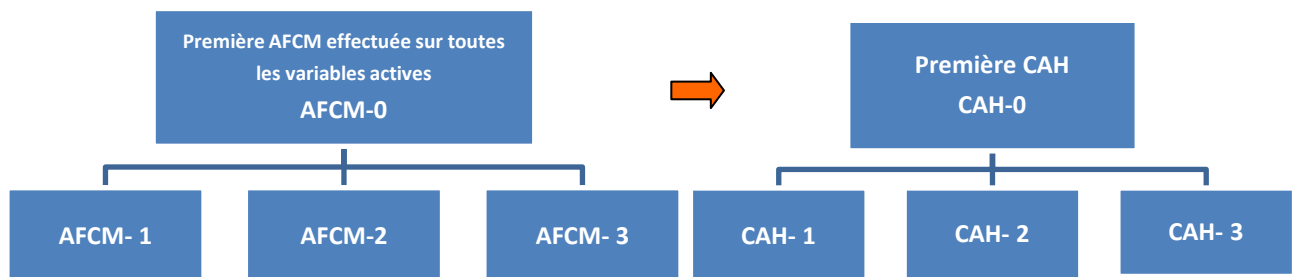 Première AFCM effectuée sur toutes
les variables actives
AFCM-0
Première CAH
CAH-0
AFCM- 1
AFCM-2
AFCM- 3
CAH- 1
CAH- 2
CAH- 3